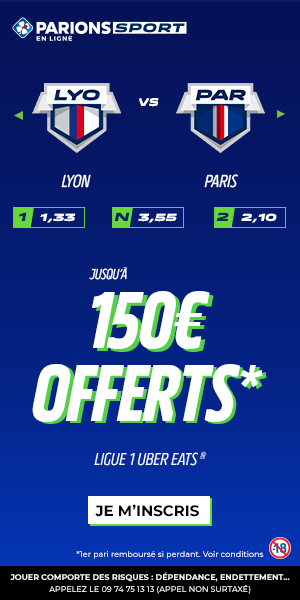 PARIONS SPORT
EN LIGNE
LYO vs PAR
LYON PARIS
1 1,33 N 3,55 2 2,10
JUSQU'À
150€
OFFERTS*
LIGUE 1 UBER EATS
JE M'INSCRIS
*1er pari remboursé si perdant. Voir conditions
-18
JOUER COMPORTE DES RISQUES : DÉPENDANCE, ENDETTEMENT...
APPELEZ LE 09 74 75 13 13 (APPEL NON SURTAXÉ)